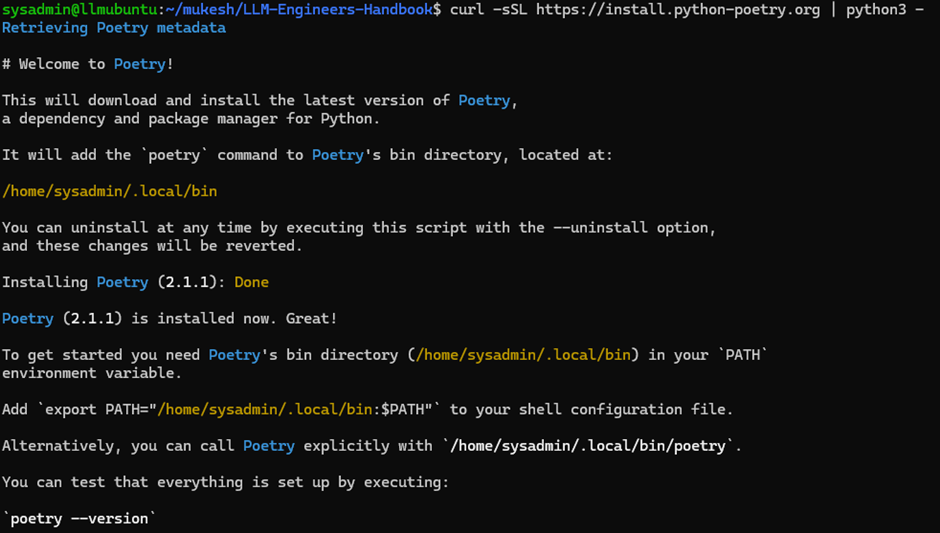 sysadmin@llmubuntu:~/mukesh/LLM-Engineers-Handbook$ curl -sSL https://install.python-poetry.org | python3 -
Retrieving Poetry metadata
# Welcome to Poetry!
This will download and install the latest version of Poetry,
a dependency and package manager for Python.
It will add the `poetry` command to Poetry's bin directory, located at:
/home/sysadmin/.local/bin
You can uninstall at any time by executing this script with the --uninstall option,
and these changes will be reverted.
Installing Poetry (2.1.1): Done
Poetry (2.1.1) is installed now. Great!
To get started you need Poetry's bin directory (/home/sysadmin/.local/bin) in your `PATH`
environment variable.
Add `export PATH="/home/sysadmin/.local/bin:$PATH"` to your shell configuration file.
Alternatively, you can call Poetry explicitly with `/home/sysadmin/.local/bin/poetry`.
You can test that everything is set up by executing:
`poetry --version`